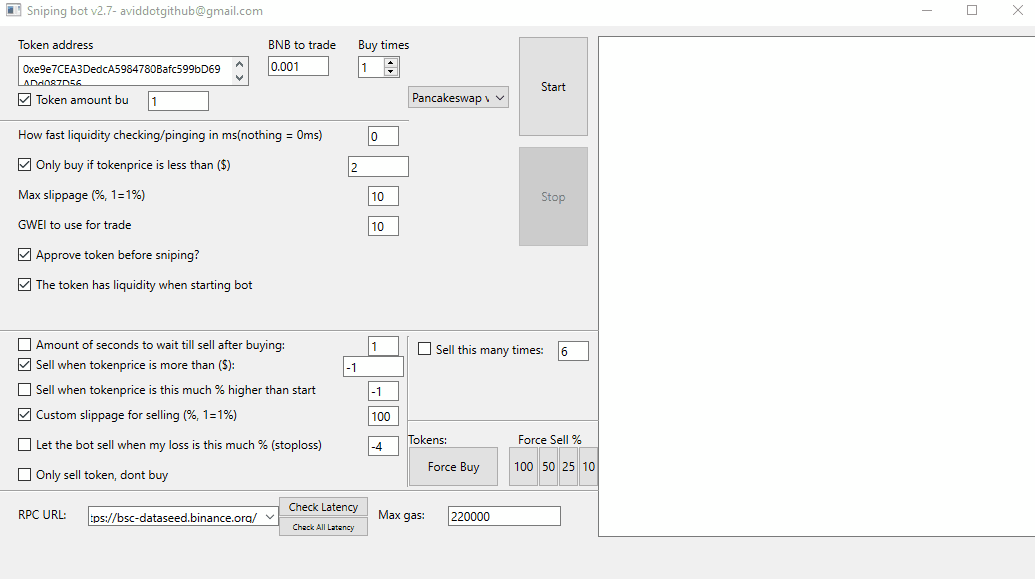 Sniping bot v2.7- aviddotgithub@gmail.com
Token address
BNB to trade
Buy times
0xe9e7CEA3DedcA5984780Bafc599bD69
ADd087D56
0.001
1
Token amount bu
1
Pancakeswap v
Start
How fast liquidity checking/pinging in ms(nothing = 0ms)
0
Only buy if tokenprice is less than ($)
2
Max slippage (%, 1=1%)
10
Stop
GWEI to use for trade
10
Approve token before sniping?
The token has liquidity when starting bot
Amount of seconds to wait till sell after buying:
1
Sell this many times:
6
Sell when tokenprice is more than ($):
-1
Sell when tokenprice is this much % higher than start
-1
Custom slippage for selling (%, 1=1%)
100
Let the bot sell when my loss is this much % (stoploss)
-4
Tokens:
Force Sell %
Force Buy
100 50 25 10
Only sell token, dont buy
RPC URL:
:ps://bsc-dataseed.binance.org/
Check Latency
Check All Latency
Max gas:
220000